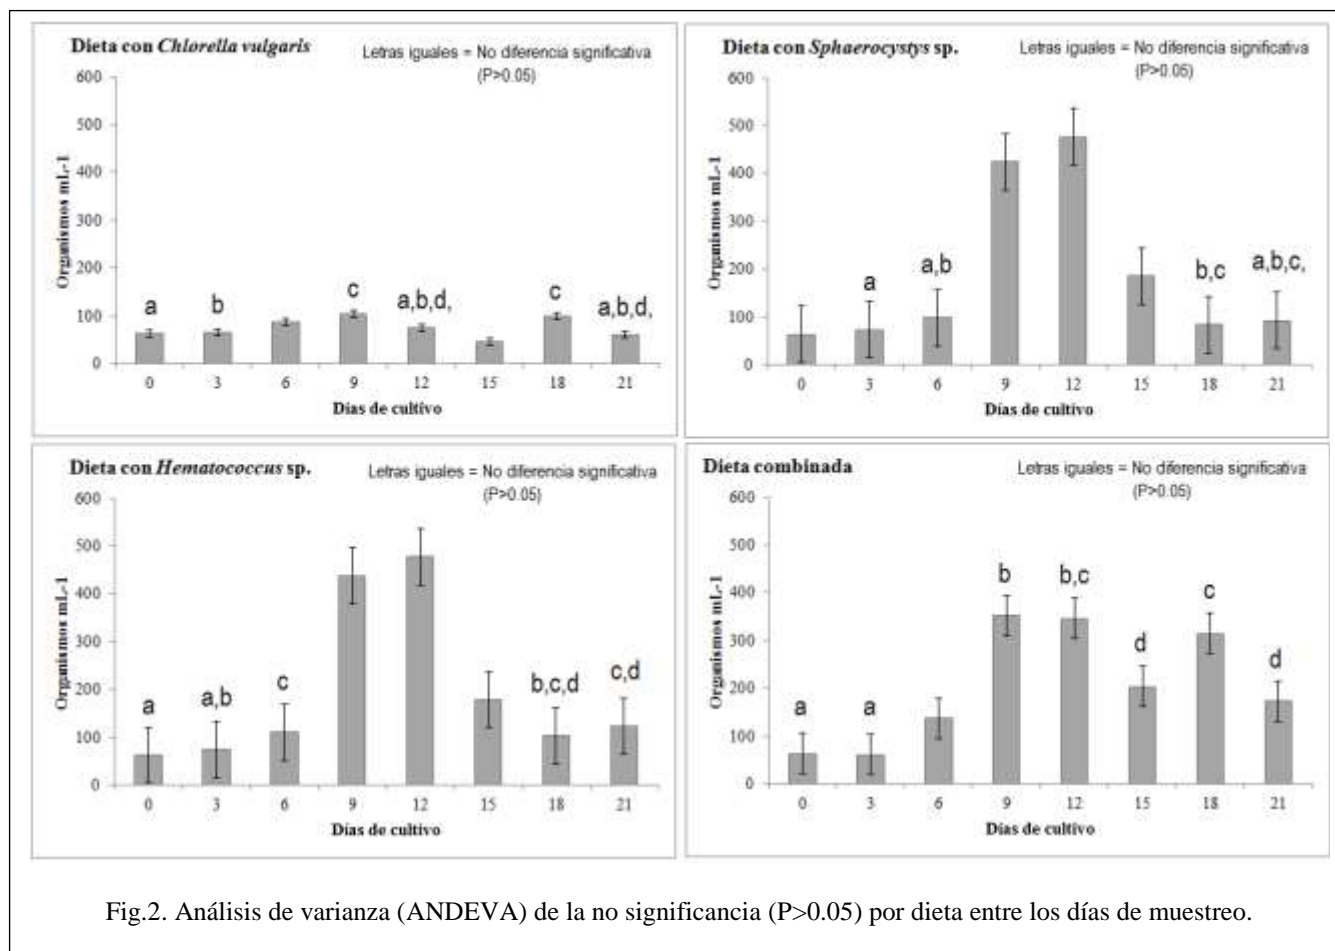 Dieta con Chlorella vulgaris
Letras iguales = No diferencia significativa
(P>0.05)
600
500
400
300
200
100
0
Organismos mL-1
a
b
c
a,b,d,
c
a,b,d,
0 3 6 9 12 15 18 21
Días de cultivo
Dieta con Sphaerocystys sp.
Letras iguales = No diferencia significativa
(P>0.05)
600
500
400
300
200
100
0
Organismos mL-1
a
a,b
b,c
a,b,c,
0 3 6 9 12 15 18 21
Días de cultivo
Dieta con Hematococcus sp.
Letras iguales = No diferencia significativa
(P>0.05)
600
500
400
300
200
100
0
Organismos mL-1
a
a,b
c
b,c,d
c,d
0 3 6 9 12 15 18 21
Días de cultivo
Dieta combinada
Letras iguales = No diferencia significativa
(P>0.05)
600
500
400
300
200
100
0
Organismos mL-1
a
a
b
b,c
d
c
d
0 3 6 9 12 15 18 21
Días de cultivo
Fig.2. Análisis de varianza (ANDEVA) de la no significancia (P>0.05) por dieta entre los días de muestreo.